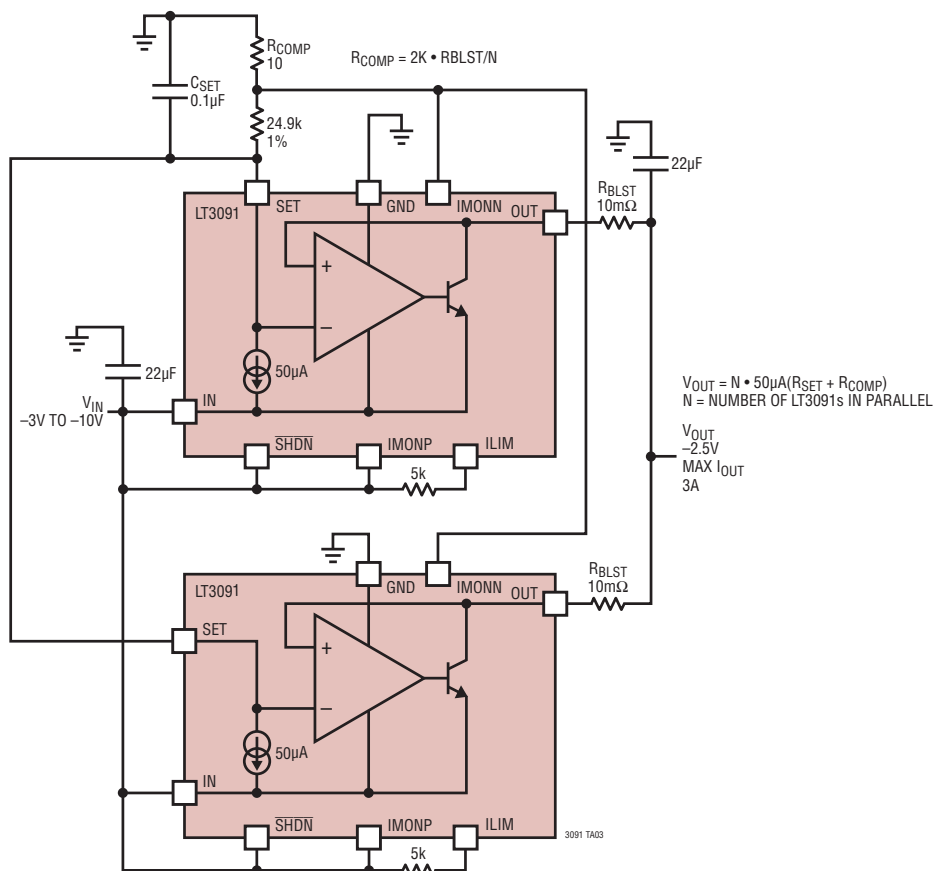 RCOMP
10
RCOMP = 2K • RBLST/N
CSET
0.1µF
24.9k
1%
22µF
RBLST
10mΩ
LT3091
SET
GND
IMONN
OUT
+
–
50µA
22µF
VIN
–3V TO –10V
IN
SHDN
IMONP
ILIM
5k
VOUT = N • 50µA(RSET + RCOMP)
N = NUMBER OF LT3091s IN PARALLEL
VOUT
–2.5V
MAX IOUT
3A
LT3091
GND
IMONN
OUT
RBLST
10mΩ
SET
+
–
50µA
IN
SHDN
IMONP
ILIM
5k
3091 TA03